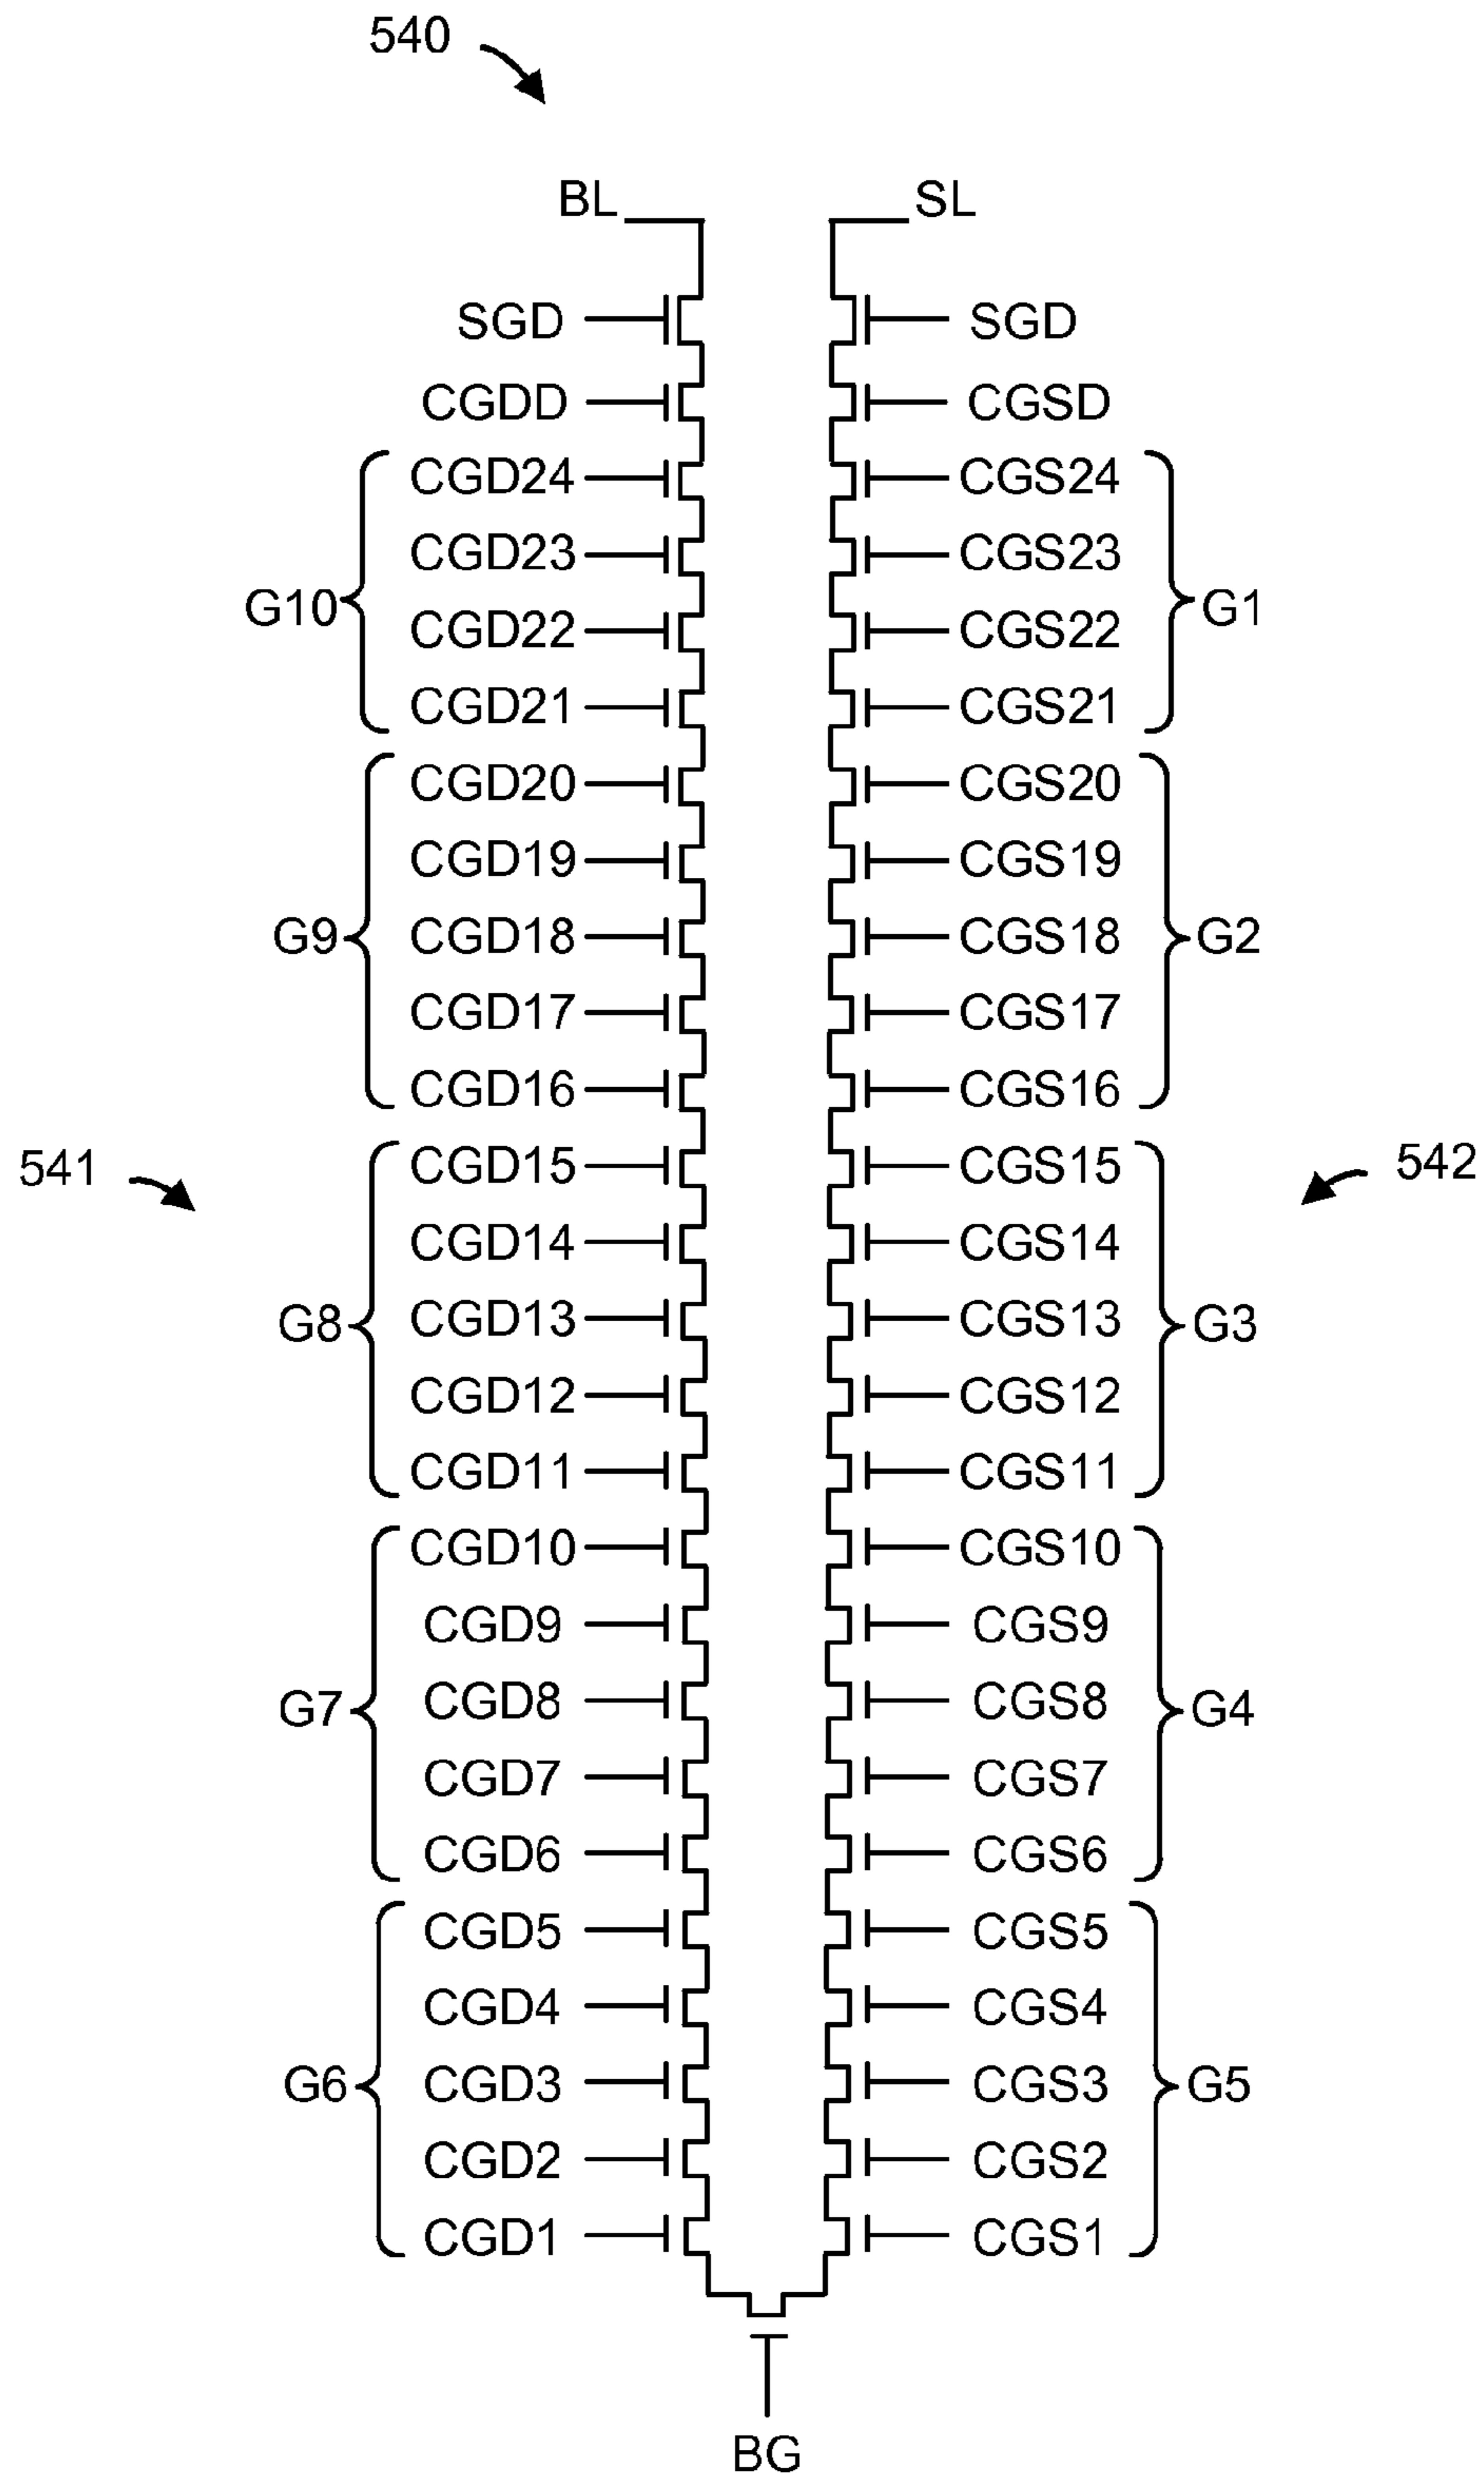 540
BL SL
SGD SGD
CGDD CGSD
CGD24 CGS24
CGD23 CGS23
G10 G1
CGD22 CGS22
CGD21 CGS21
CGD20 CGS20
CGD19 CGS19
G9 CGD18 CGS18 G2
CGD17 CGS17
CGD16 CGS16
541 CGD15 CGS15 542
CGD14 CGS14
G8 CGD13 CGS13 G3
CGD12 CGS12
CGD11 CGS11
CGD10 CGS10
CGD9 CGS9
G7 CGD8 CGS8 G4
CGD7 CGS7
CGD6 CGS6
CGD5 CGS5
CGD4 CGS4
G6 CGD3 CGS3 G5
CGD2 CGS2
CGD1 CGS1
BG